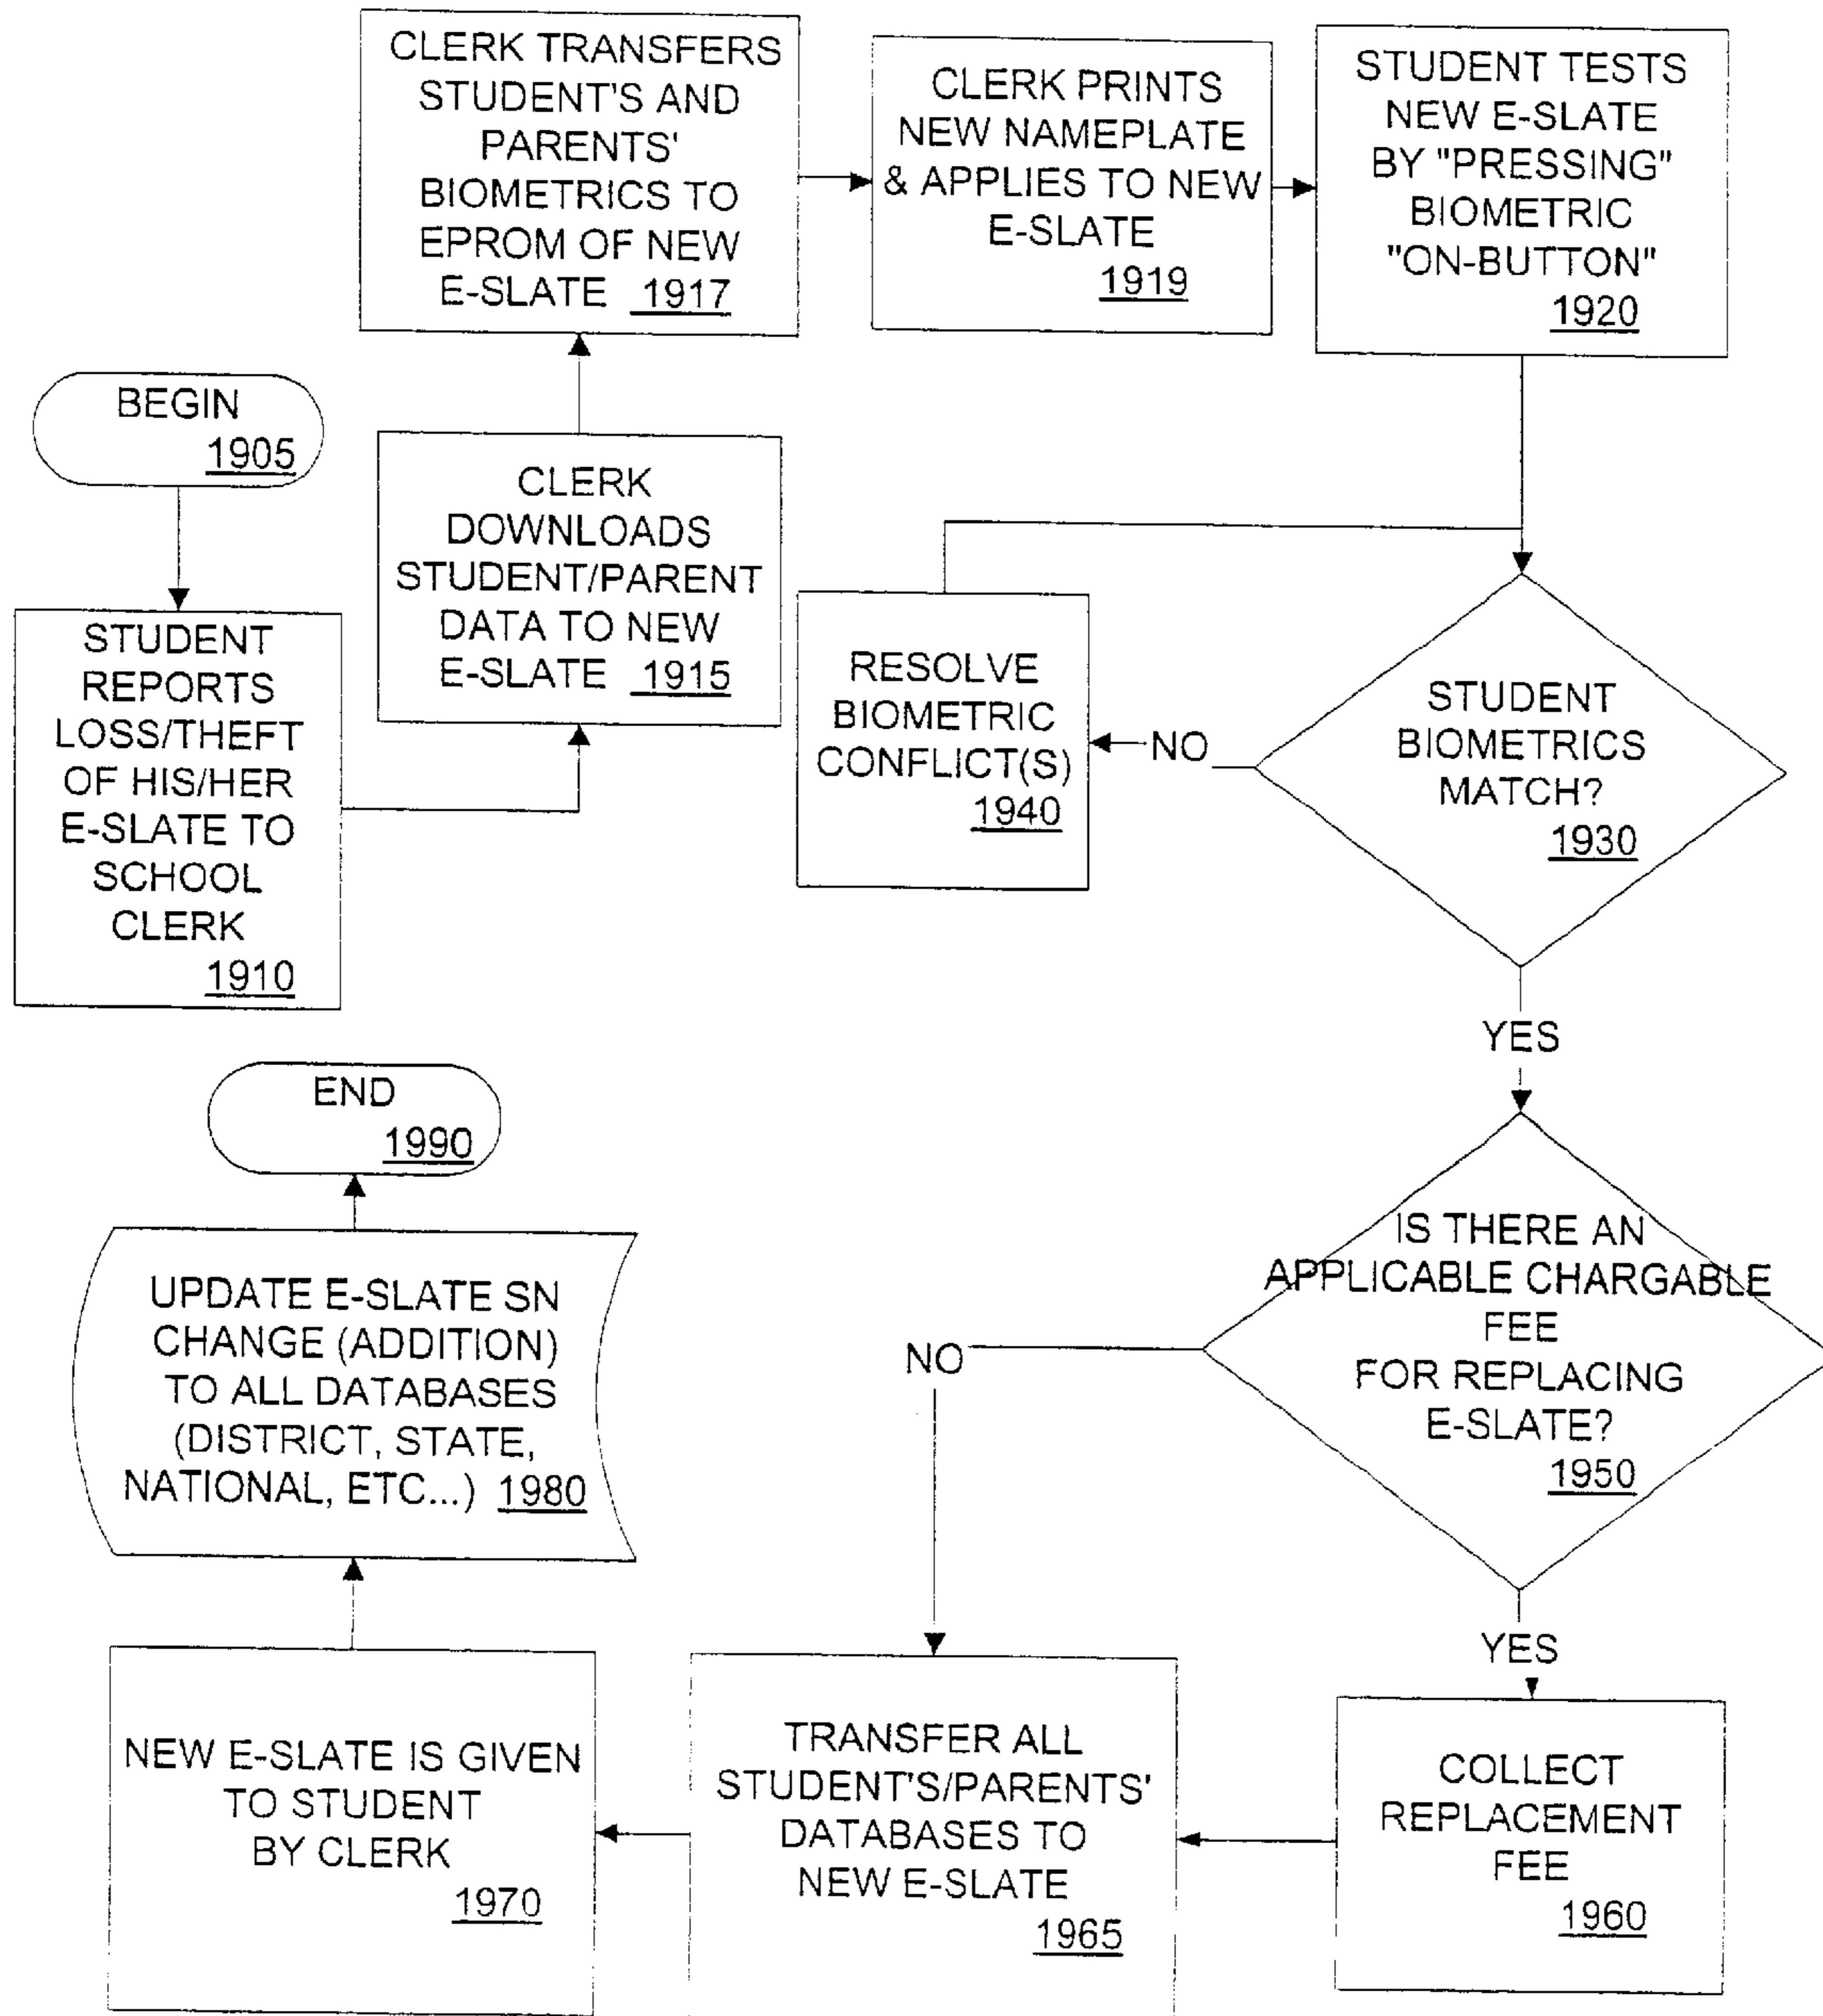 BEGIN
1905
STUDENT
REPORTS
LOSS/THEFT
OF HIS/HER
E-SLATE TO
SCHOOL
CLERK
1910
CLERK
DOWNLOADS
STUDENT/PARENT
DATA TO NEW
E-SLATE 1915
CLERK TRANSFERS
STUDENT'S AND
PARENTS'
BIOMETRICS TO
EPROM OF NEW
E-SLATE 1917
CLERK PRINTS
NEW NAMEPLATE
& APPLIES TO NEW
E-SLATE
1919
STUDENT TESTS
NEW E-SLATE
BY "PRESSING"
BIOMETRIC
"ON-BUTTON"
1920
STUDENT
BIOMETRICS
MATCH?
1930
NO
RESOLVE
BIOMETRIC
CONFLICT(S)
1940
YES
IS THERE AN
APPLICABLE CHARGABLE
FEE
FOR REPLACING
E-SLATE?
1950
NO
YES
COLLECT
REPLACEMENT
FEE
1960
TRANSFER ALL
STUDENT'S/PARENTS'
DATABASES TO
NEW E-SLATE
1965
NEW E-SLATE IS GIVEN
TO STUDENT
BY CLERK
1970
UPDATE E-SLATE SN
CHANGE (ADDITION)
TO ALL DATABASES
(DISTRICT, STATE,
NATIONAL, ETC...) 1980
END
1990